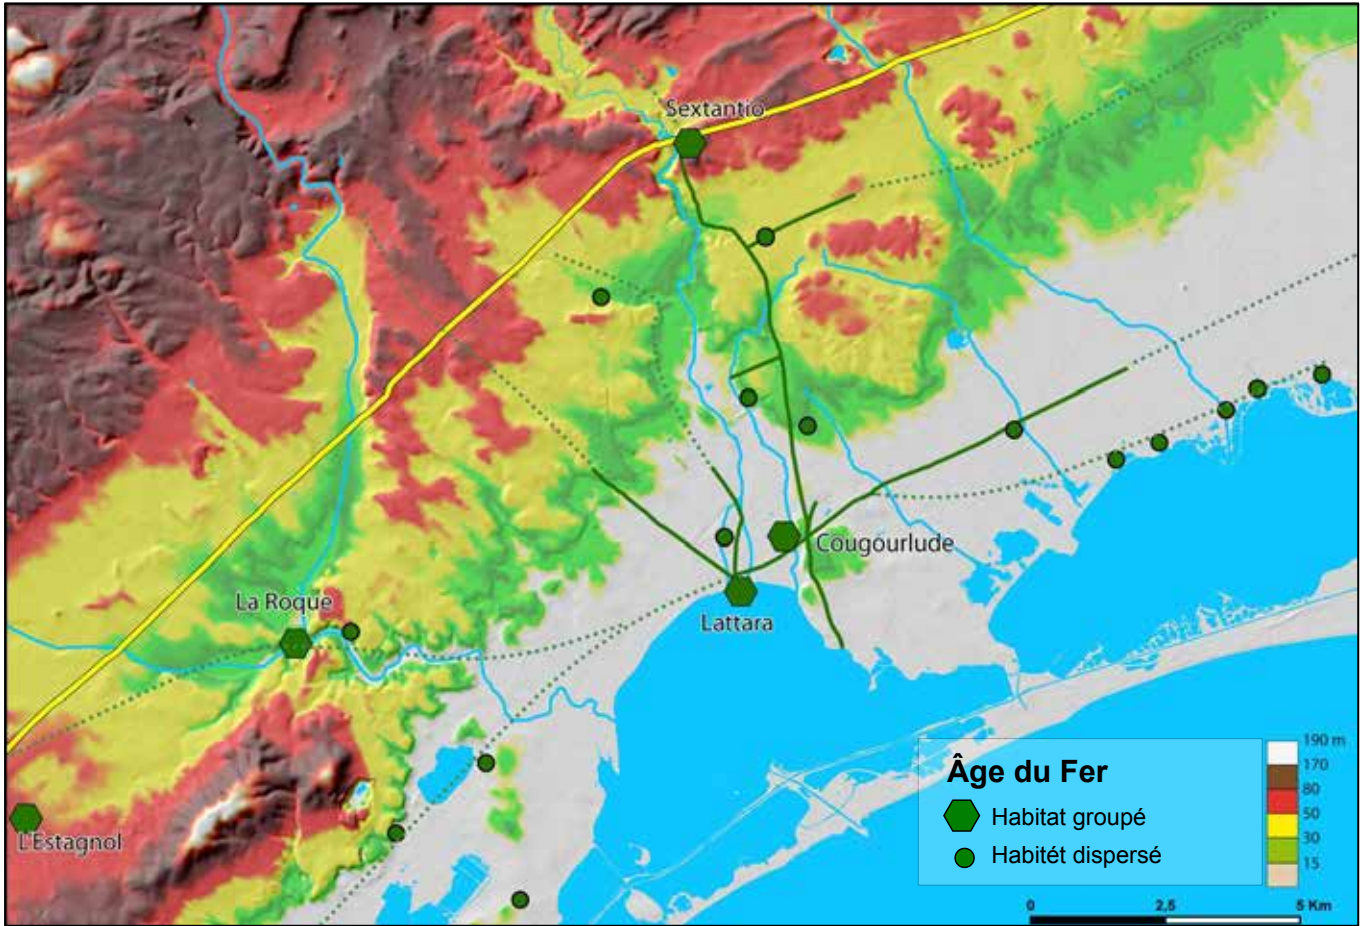 Sextantio
Cougourlude
La Roque
Lattara
L'Estagnol
Âge du Fer
Habitat groupé
Habitét dispersé
190 m
170
80
50
30
15
0 2,5 5 Km